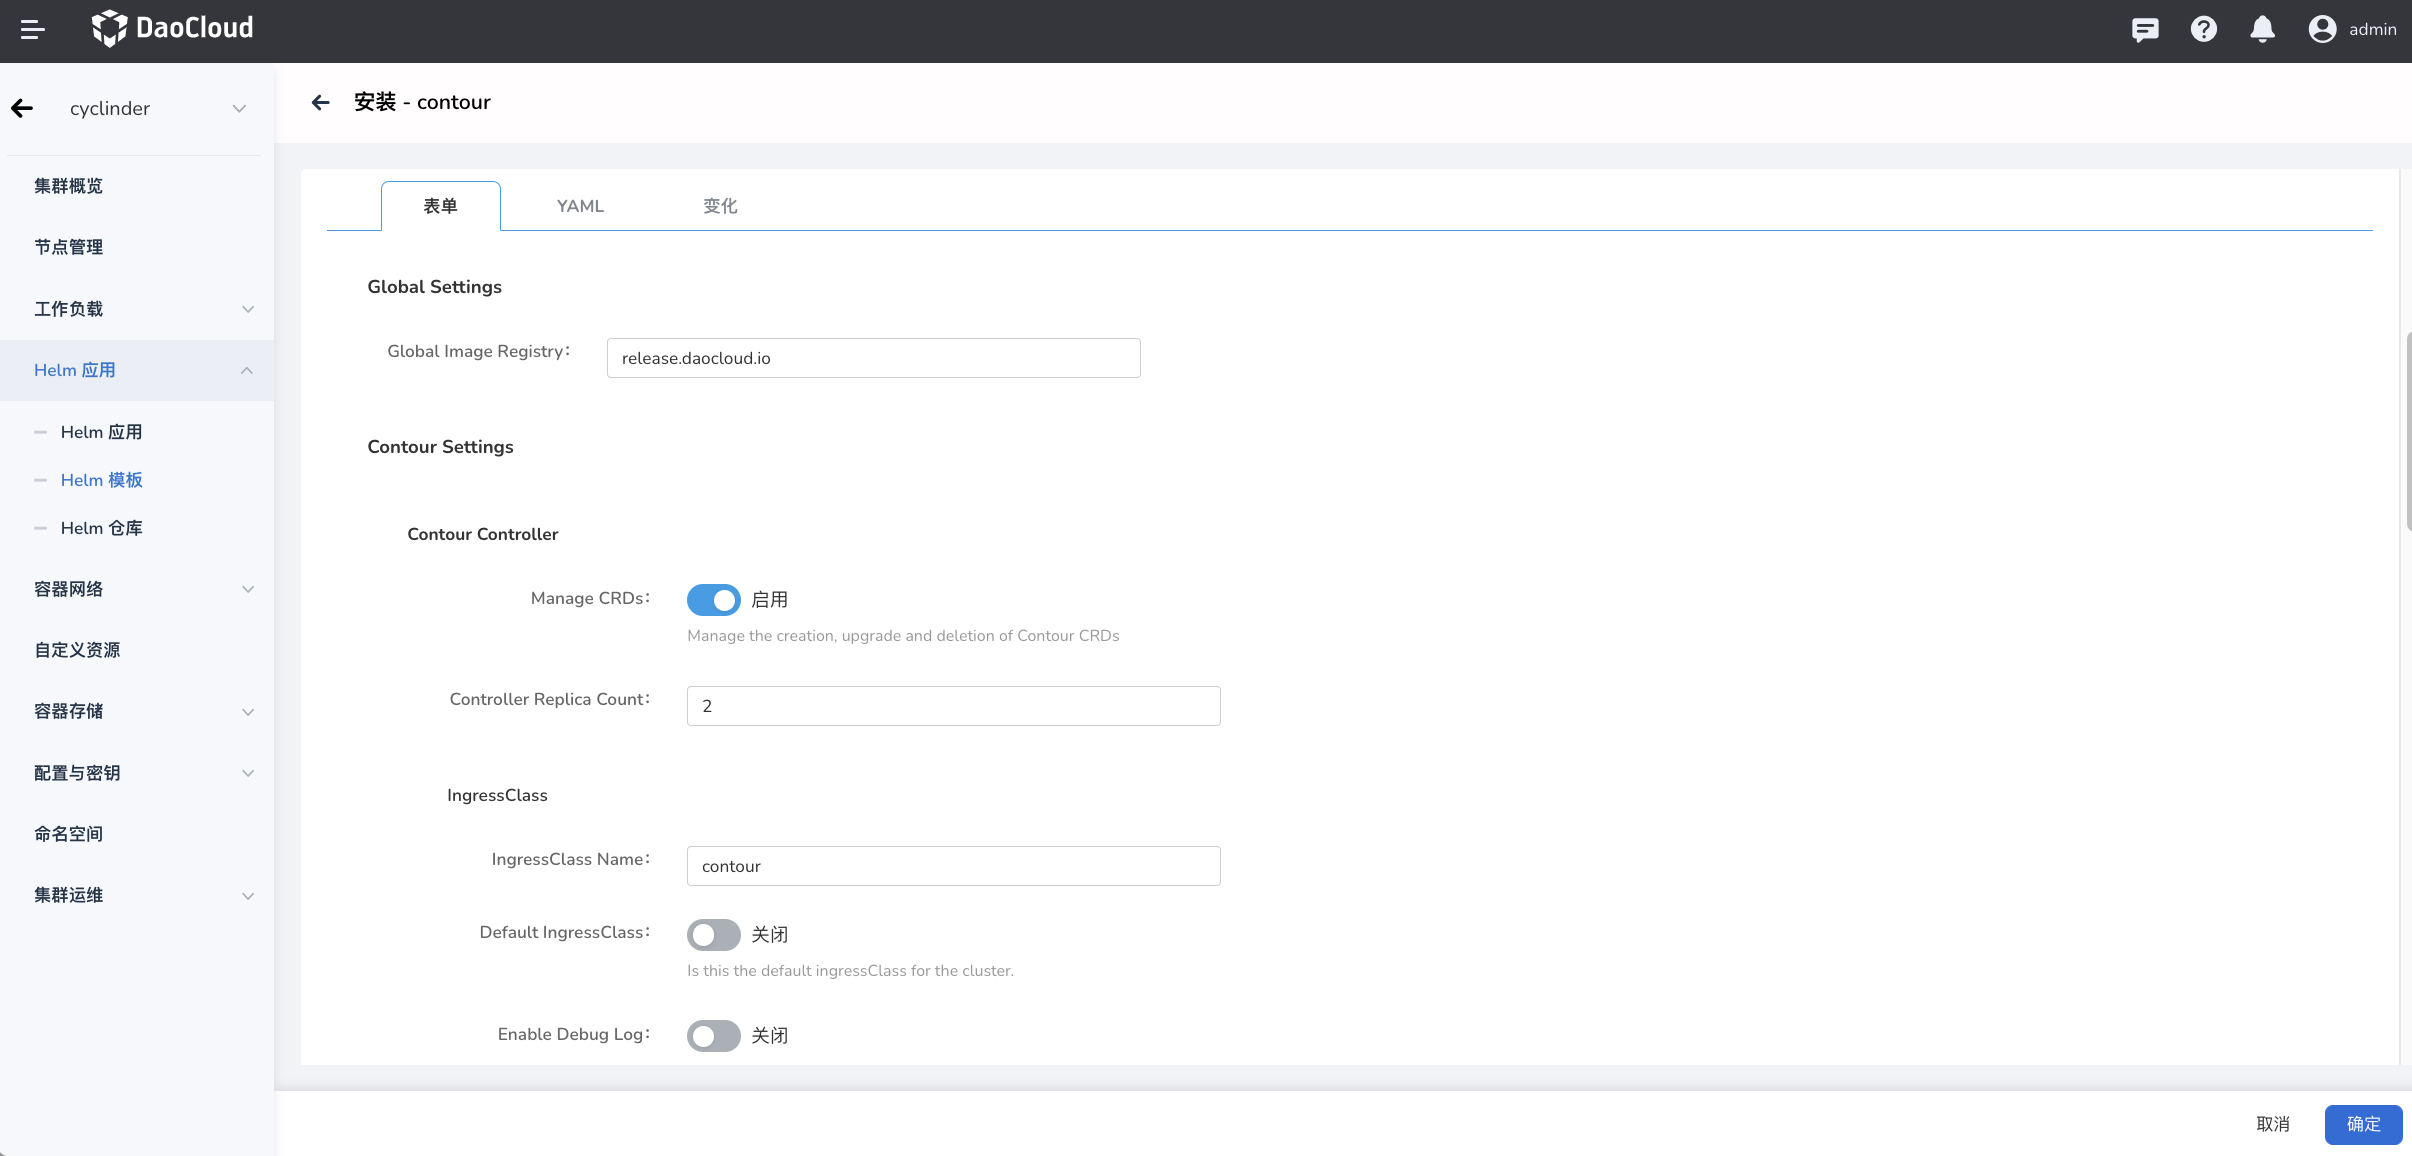 DaoCloud
admin
cyclinder
集群概览
节点管理
工作负载
Helm 应用
Helm 应用
Helm 模板
Helm 仓库
容器网络
自定义资源
容器存储
配置与密钥
命名空间
集群运维
安装 - contour
表单
YAML
变化
Global Settings
Global Image Registry：
release.daocloud.io
Contour Settings
Contour Controller
Manage CRDs：
启用
Manage the creation, upgrade and deletion of Contour CRDs
Controller Replica Count：
2
IngressClass
IngressClass Name：
contour
Default IngressClass：
关闭
Is this the default ingressClass for the cluster.
Enable Debug Log：
关闭
取消
确定